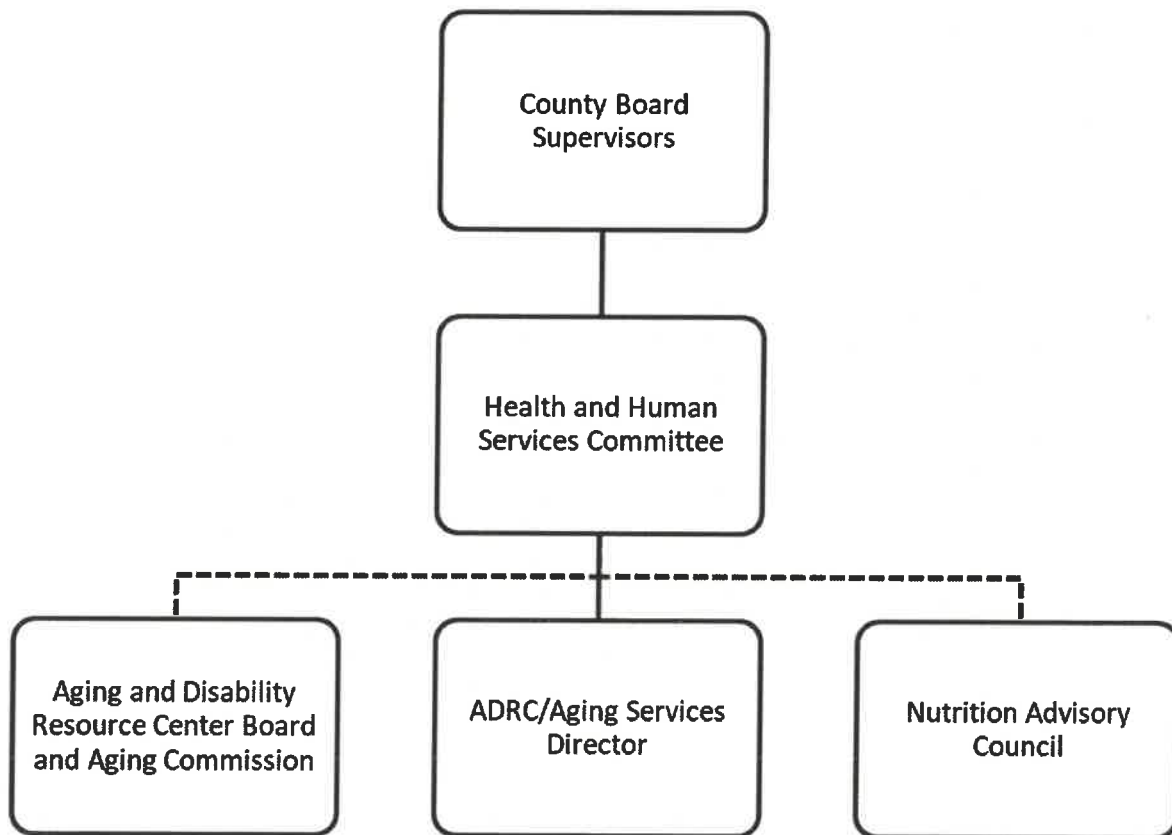 County Board
Supervisors
Health and Human
Services Committee
Aging and Disability
Resource Center Board
and Aging Commission
ADRC/Aging Services
Director
Nutrition Advisory
Council